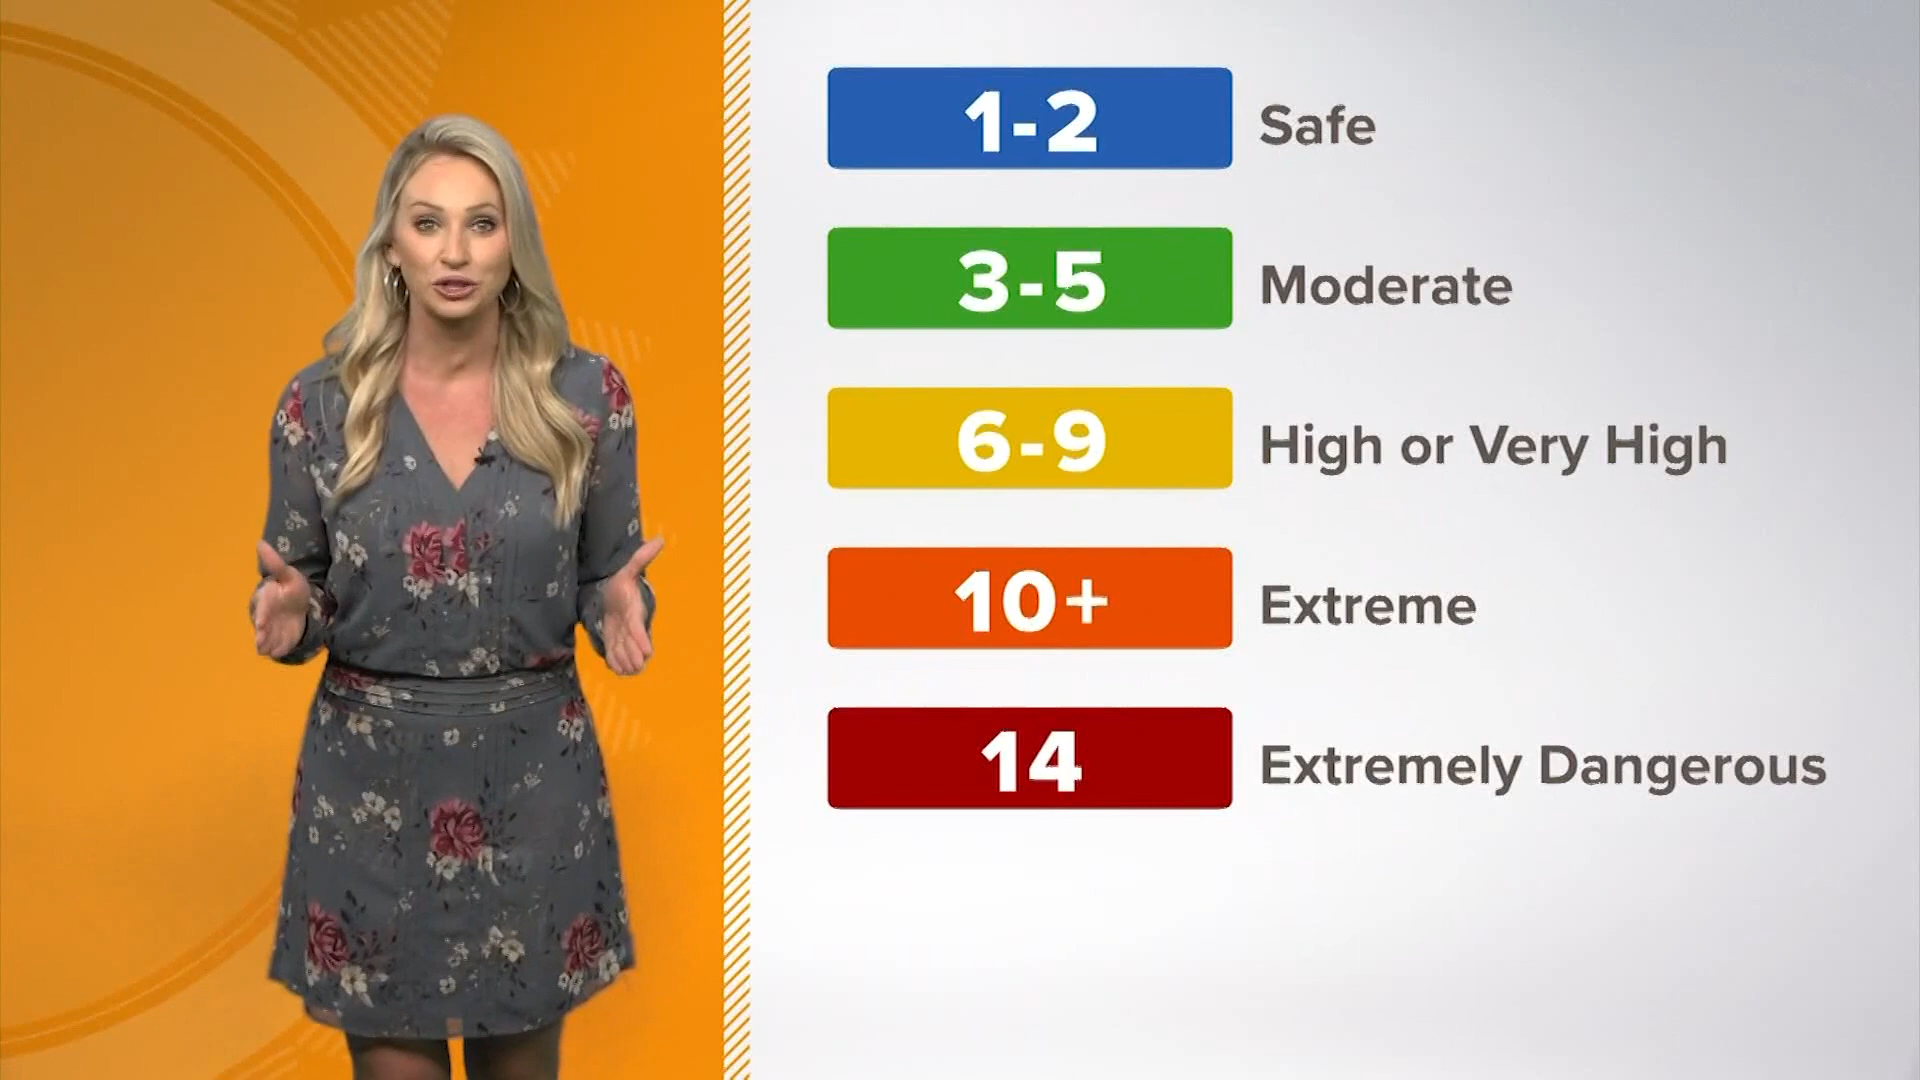 1-2 Safe
3-5 Moderate
6-9 High or Very High
10+ Extreme
14 Extremely Dangerous